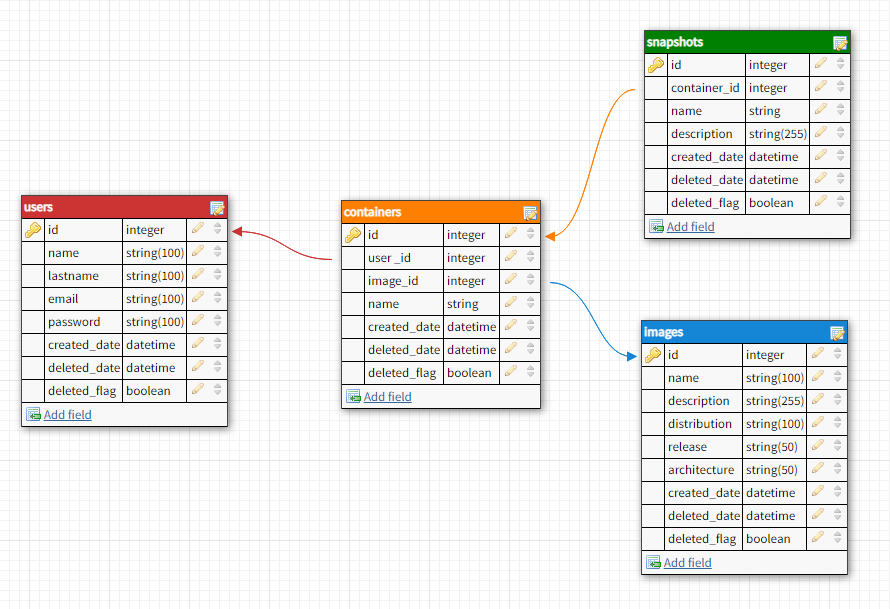 users
id integer
name string(100)
lastname string(100)
email string(100)
password string(100)
created_date datetime
deleted_date datetime
deleted_flag boolean
Add field
containers
id integer
user _id integer
image_id integer
name string
created_date datetime
deleted_date datetime
deleted_flag boolean
Add field
snapshots
id integer
container_id integer
name string
description string(255)
created_date datetime
deleted_date datetime
deleted_flag boolean
Add field
images
id integer
name string(100)
description string(255)
distribution string(100)
release string(50)
architecture string(50)
created_date datetime
deleted_date datetime
deleted_flag boolean
Add field